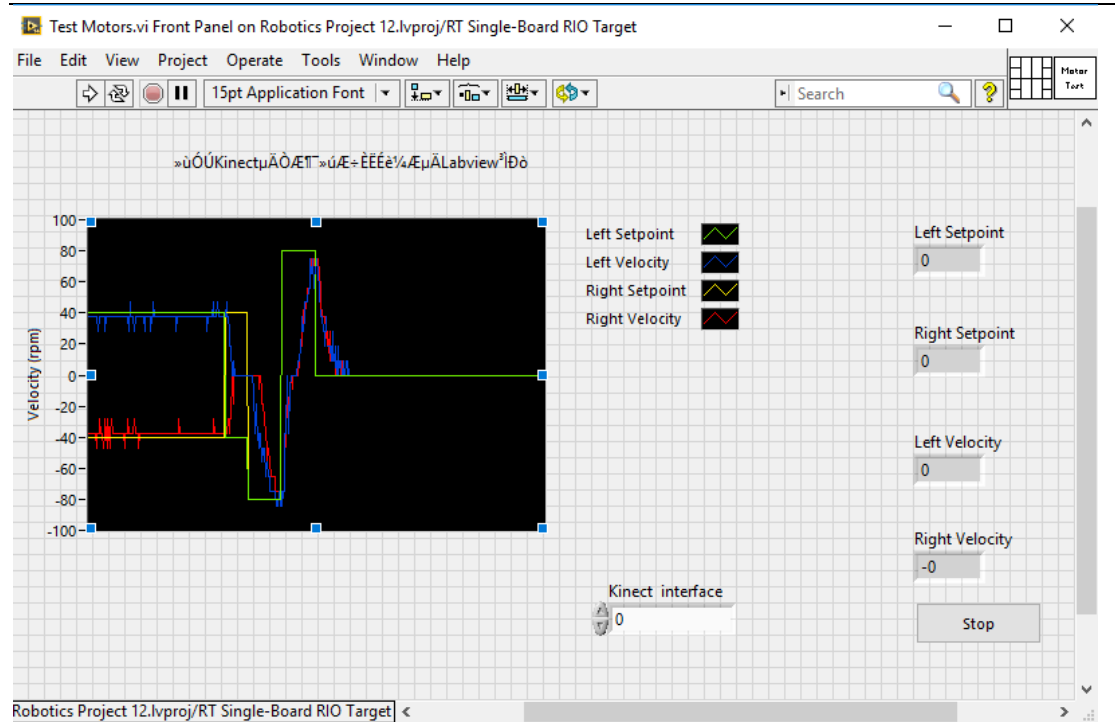 Test Motors.vi Front Panel on Robotics Project 12.lvproj/RT Single-Board RIO Target
File Edit View Project Operate Tools Window Help
15pt Application Font
Search
Motor
Test
»ùÓÚKinectµÄÒÆ¶¯»úÆ÷ÈËÉè¼ÆµÄLabview³ÌÐò
100
80
60
40
20
0
-20
-40
-60
-80
-100
Velocity (rpm)
Left Setpoint
Left Velocity
Right Setpoint
Right Velocity
Left Setpoint
0
Right Setpoint
0
Left Velocity
0
Right Velocity
-0
Kinect interface
0
Stop
Robotics Project 12.lvproj/RT Single-Board RIO Target